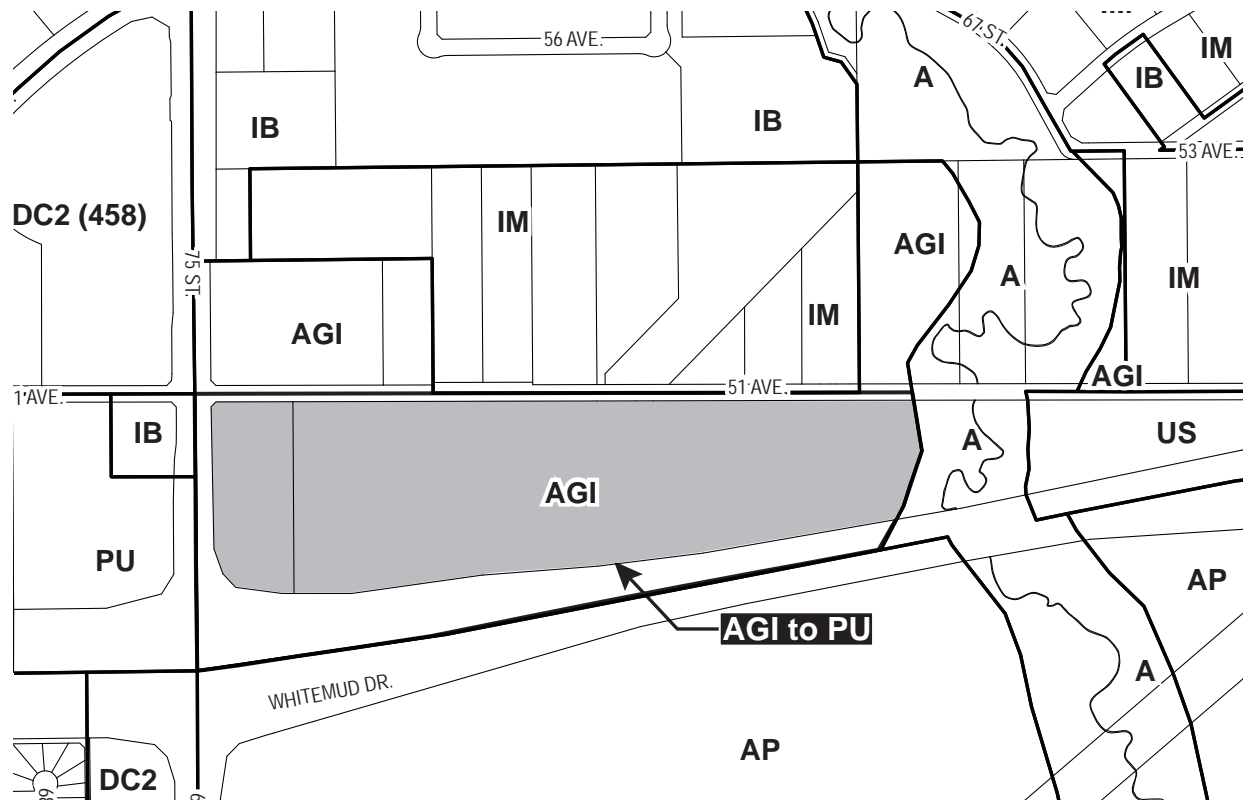 67 ST.
56 AVE.
IM
A
IB
IB
IB
53 AVE.
DC2 (458)
IM
AGI
75 ST.
A
IM
IM
AGI
AGI
51 AVE.
1 AVE.
IB
A
US
AGI
PU
AP
AGI to PU
A
WHITEMUD DR.
AP
DC2